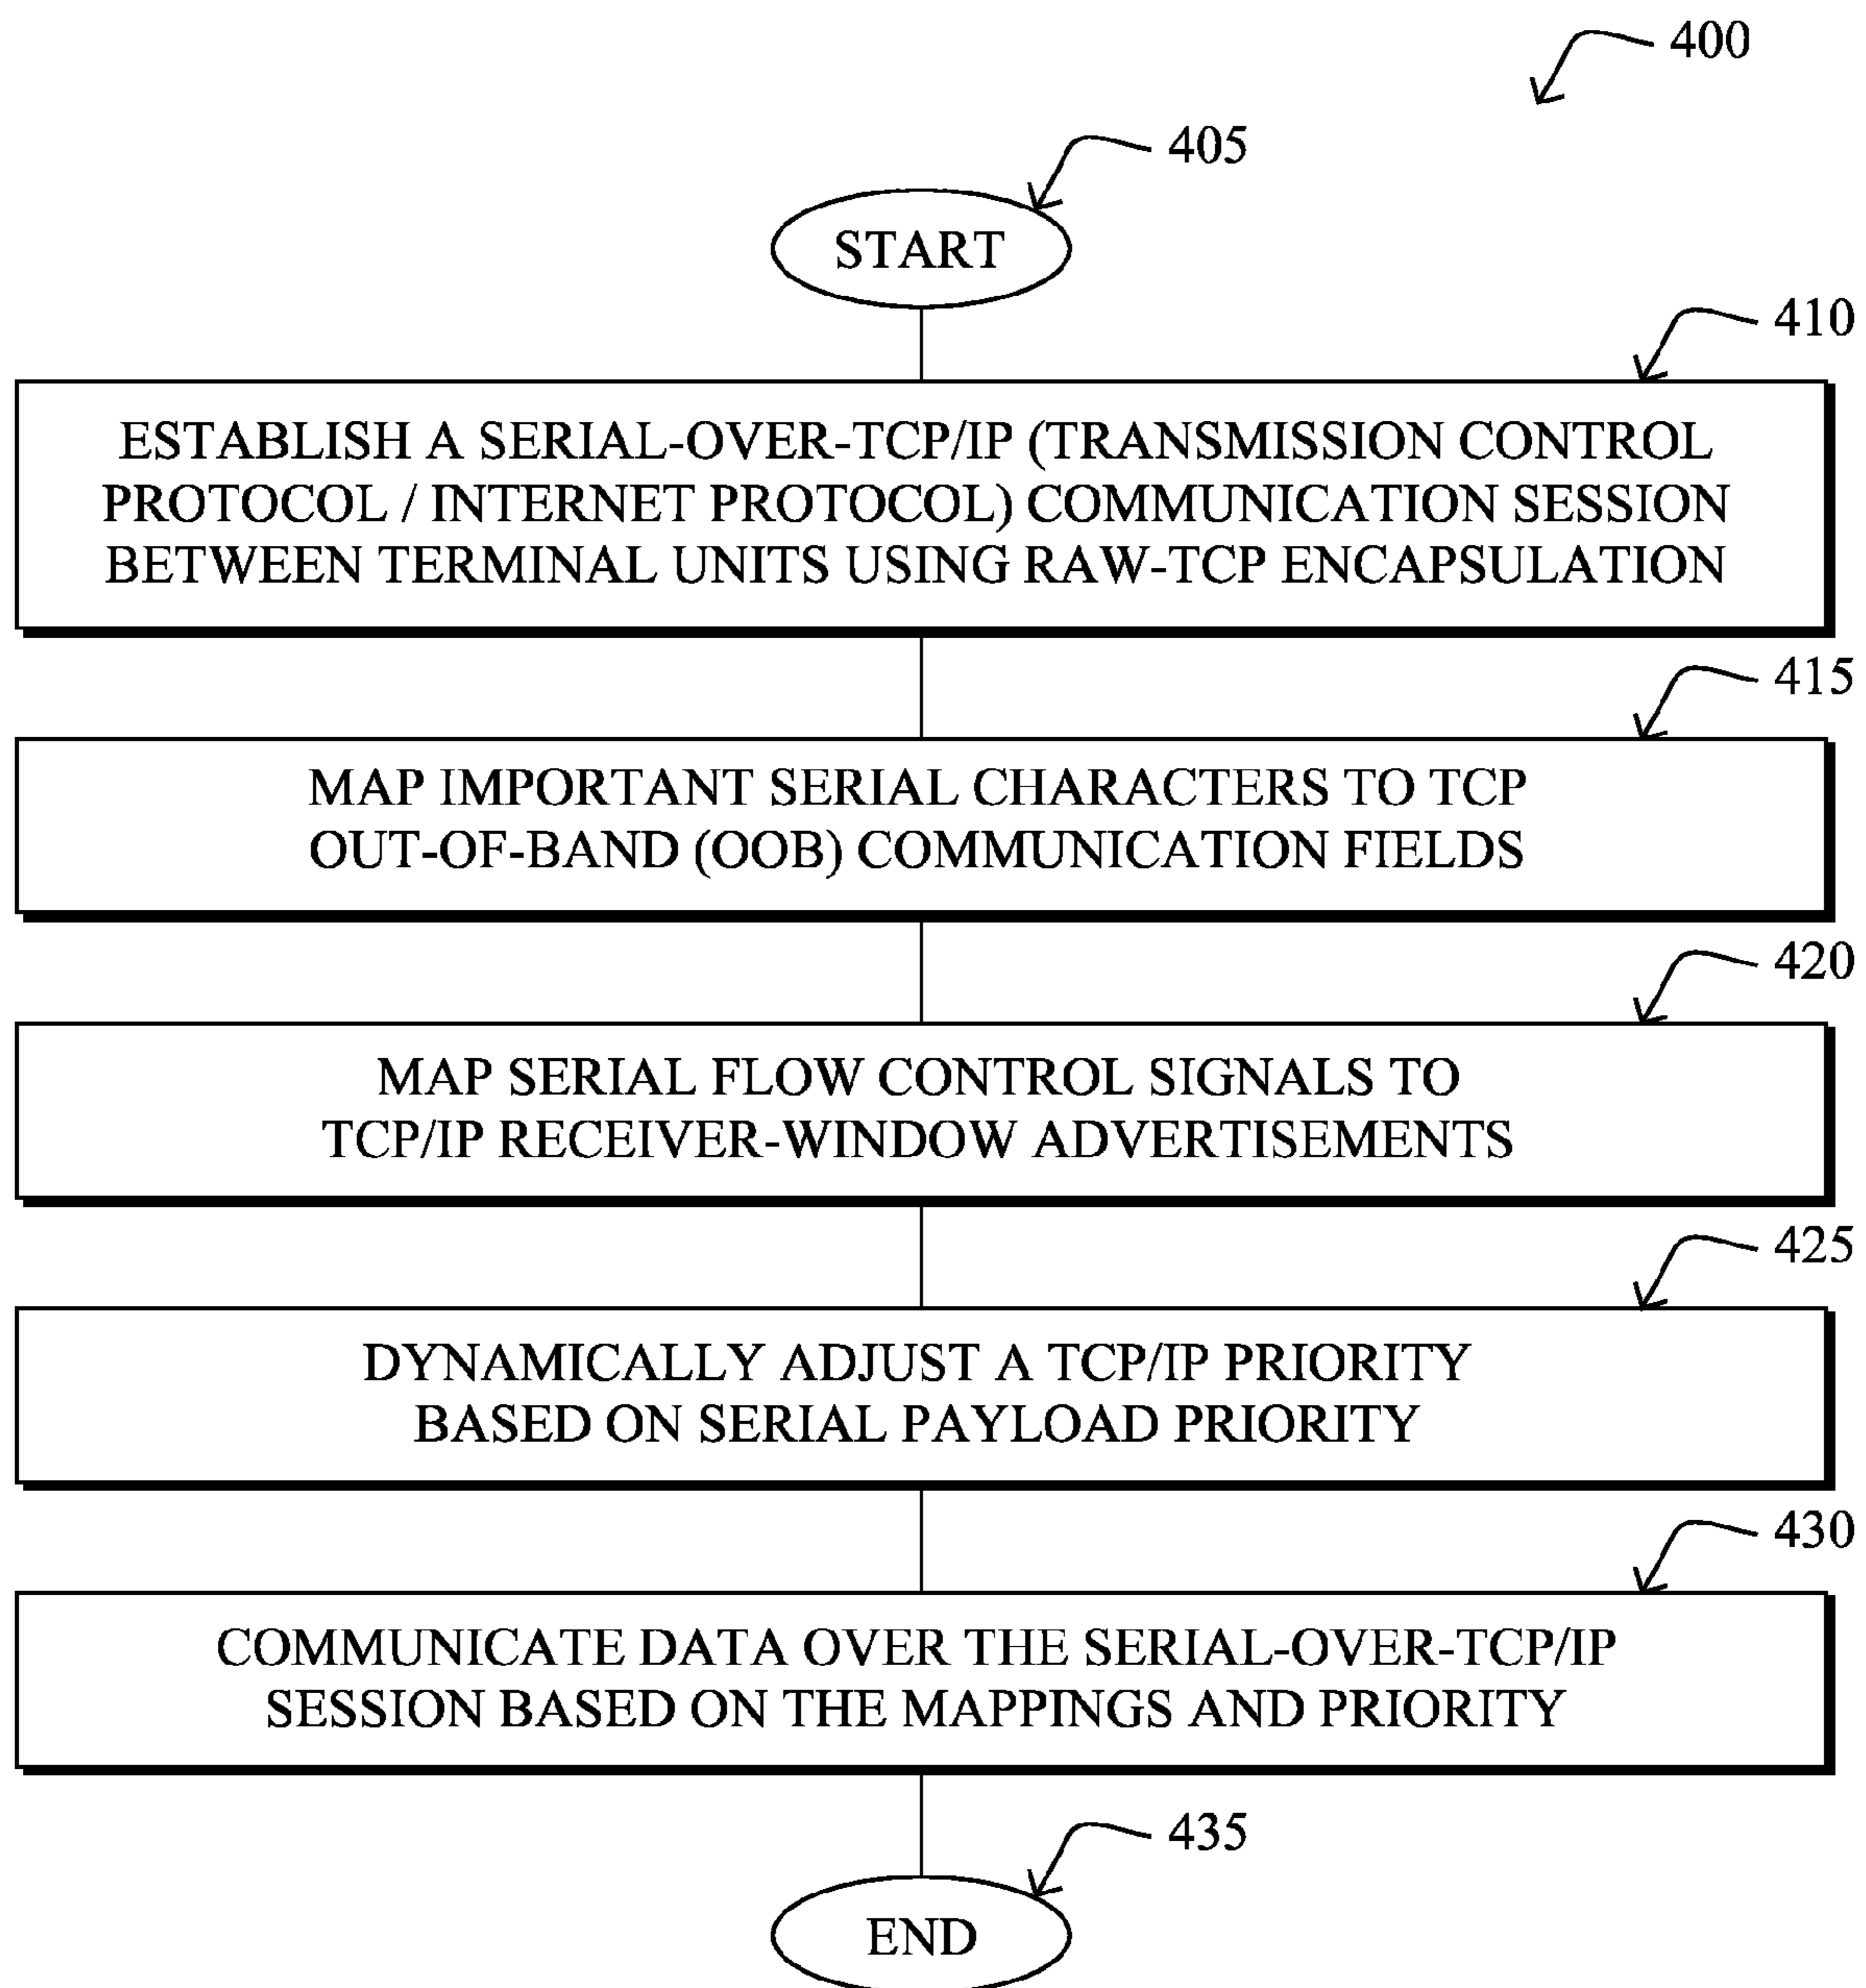 400
405
START
410
ESTABLISH A SERIAL-OVER-TCP/IP (TRANSMISSION CONTROL
PROTOCOL / INTERNET PROTOCOL) COMMUNICATION SESSION
BETWEEN TERMINAL UNITS USING RAW-TCP ENCAPSULATION
415
MAP IMPORTANT SERIAL CHARACTERS TO TCP
OUT-OF-BAND (OOB) COMMUNICATION FIELDS
420
MAP SERIAL FLOW CONTROL SIGNALS TO
TCP/IP RECEIVER-WINDOW ADVERTISEMENTS
425
DYNAMICALLY ADJUST A TCP/IP PRIORITY
BASED ON SERIAL PAYLOAD PRIORITY
430
COMMUNICATE DATA OVER THE SERIAL-OVER-TCP/IP
SESSION BASED ON THE MAPPINGS AND PRIORITY
435
END